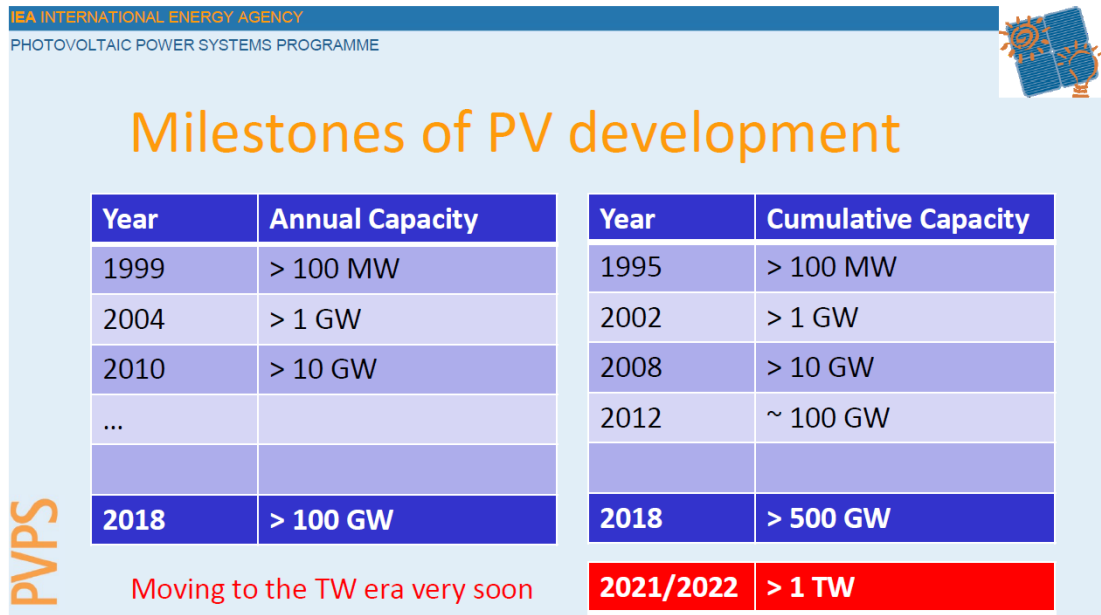 IEA INTERNATIONAL ENERGY AGENCY
PHOTOVOLTAIC POWER SYSTEMS PROGRAMME
Milestones of PV development
Year Annual Capacity
1999 > 100 MW
2004 > 1 GW
2010 > 10 GW
...
2018 > 100 GW
Year Cumulative Capacity
1995 > 100 MW
2002 > 1 GW
2008 > 10 GW
2012 ~ 100 GW
2018 > 500 GW
2021/2022 > 1 TW
Moving to the TW era very soon
PVPS